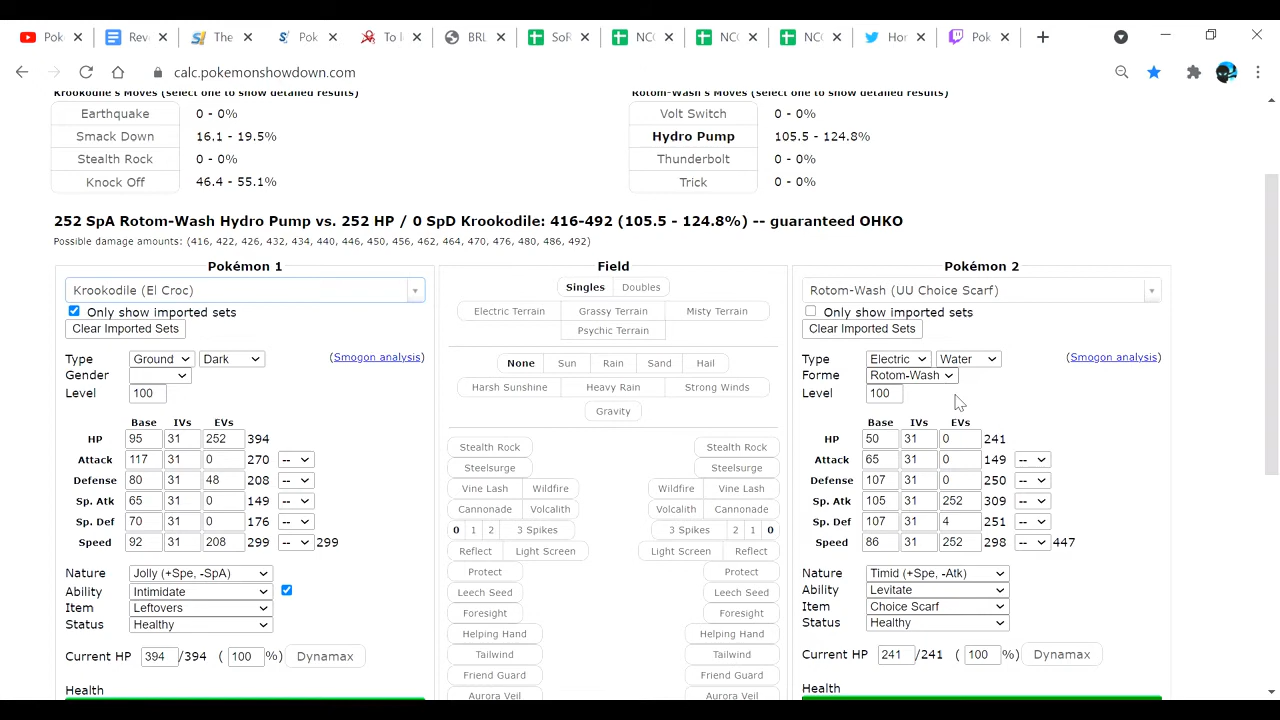 Pok
Rev
The
Pok
To l
BRL
SoR
NC
NC
NC
Ho
Pok
calc.pokemonshowdown.com
Krookodile's Moves (select one to show detailed results)
Rotom-Wash's Moves (select one to show detailed results)
Earthquake 0 - 0%
Volt Switch 0 - 0%
Smack Down 16.1 - 19.5%
Hydro Pump 105.5 - 124.8%
Stealth Rock 0 - 0%
Thunderbolt 0 - 0%
Knock Off 46.4 - 55.1%
Trick 0 - 0%
252 SpA Rotom-Wash Hydro Pump vs. 252 HP / 0 SpD Krookodile: 416-492 (105.5 - 124.8%) -- guaranteed OHKO
Possible damage amounts: (416, 422, 426, 432, 434, 440, 446, 450, 456, 462, 464, 470, 476, 480, 486, 492)
Pokémon 1
Krookodile (El Croc)
Only show imported sets
Clear Imported Sets
Type Ground Dark (Smogon analysis)
Gender
Level 100
Base IVs EVs
HP 95 31 252 394
Attack 117 31 0 270 --
Defense 80 31 48 208 --
Sp. Atk 65 31 0 149 --
Sp. Def 70 31 0 176 --
Speed 92 31 208 299 -- 299
Nature Jolly (+Spe, -SpA)
Ability Intimidate
Item Leftovers
Status Healthy
Current HP 394 /394 ( 100 %) Dynamax
Health
Field
Singles Doubles
Electric Terrain Grassy Terrain Misty Terrain
Psychic Terrain
None Sun Rain Sand Hail
Harsh Sunshine Heavy Rain Strong Winds
Gravity
Stealth Rock Stealth Rock
Steelsurge Steelsurge
Vine Lash Wildfire Wildfire Vine Lash
Cannonade Volcalith Volcalith Cannonade
0 1 2 3 Spikes 3 Spikes 2 1 0
Reflect Light Screen Light Screen Reflect
Protect Protect
Leech Seed Leech Seed
Foresight Foresight
Helping Hand Helping Hand
Tailwind Tailwind
Friend Guard Friend Guard
Aurora Veil Aurora Veil
Pokémon 2
Rotom-Wash (UU Choice Scarf)
Only show imported sets
Clear Imported Sets
Type Electric Water (Smogon analysis)
Forme Rotom-Wash
Level 100
Base IVs EVs
HP 50 31 0 241
Attack 65 31 0 149 --
Defense 107 31 0 250 --
Sp. Atk 105 31 252 309 --
Sp. Def 107 31 4 251 --
Speed 86 31 252 298 -- 447
Nature Timid (+Spe, -Atk)
Ability Levitate
Item Choice Scarf
Status Healthy
Current HP 241 /241 ( 100 %) Dynamax
Health